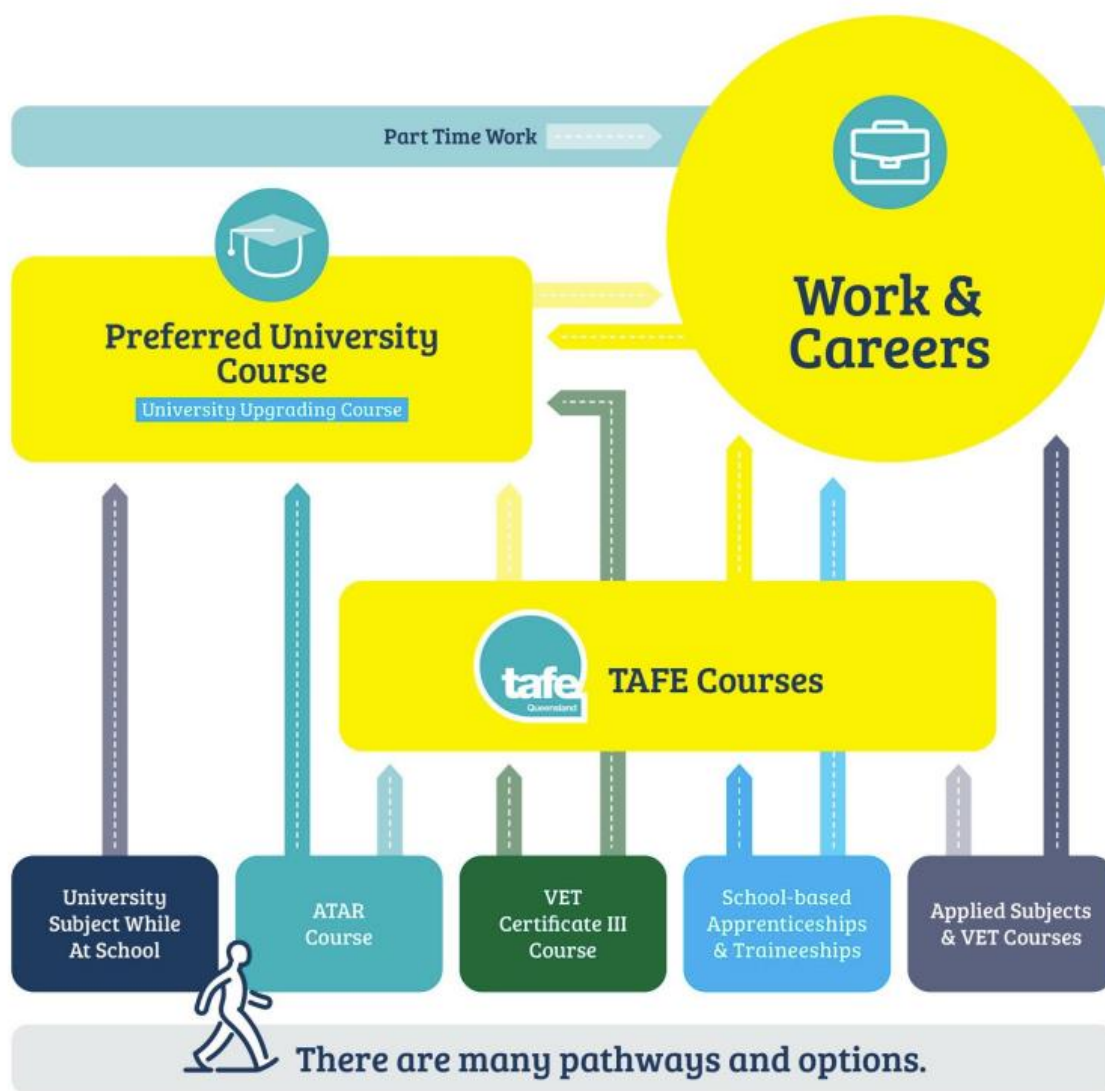 Part Time Work
Work &
Careers
Preferred University
Course
University Upgrading Course
tafe
Queensland
TAFE Courses
University
Subject While
At School
ATAR
Course
VET
Certificate III
Course
School-based
Apprenticeships
& Traineeships
Applied Subjects
& VET Courses
There are many pathways and options.